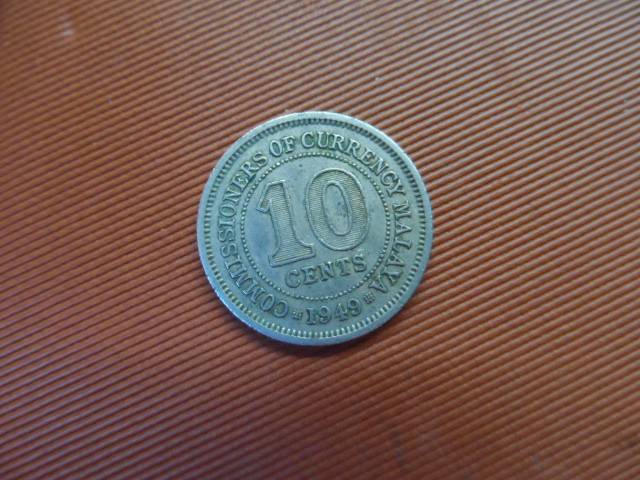 COMMISSIONERS OF CURRENCY MALAYA
10
CENTS
1949